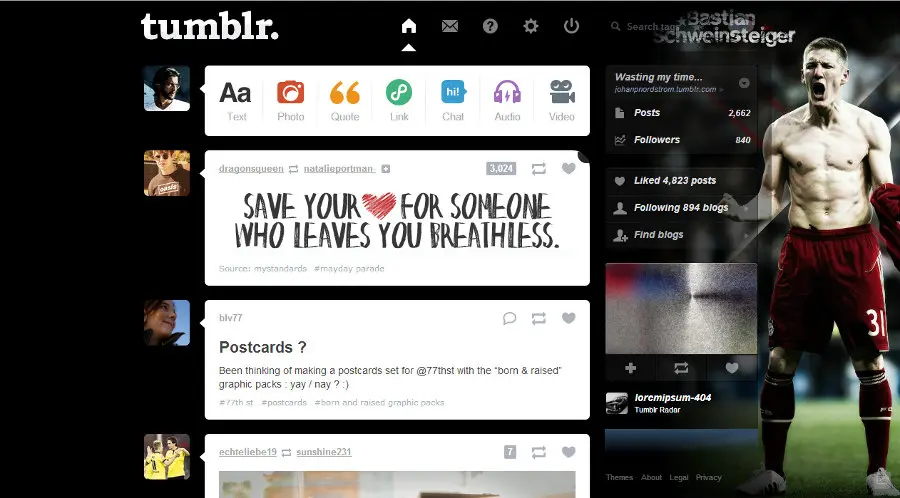 tumblr.
Search tags
Bastian
Schweinsteiger
Aa
hi!
Text
Photo
Quote
Link
Chat
Audio
Video
Wasting my time...
johanpnordstrom.tumblr.com
Posts
2,662
Followers
840
dragonsqueen
natalieportman
3,024
SAVE YOUR FOR SOMEONE
WHO LEAVES YOU BREATHLESS.
Source: mystandards #mayday parade
Liked 4,823 posts
Following 894 blogs
Find blogs
blv77
Postcards ?
Been thinking of making a postcards set for @77thst with the "born & raised"
graphic packs : yay / nay ? :)
#77th st #postcards #born and raised graphic packs
loremipsum-404
Tumblr Radar
echteliebe19
sunshine231
7
Themes About Legal Privacy
31
oasis